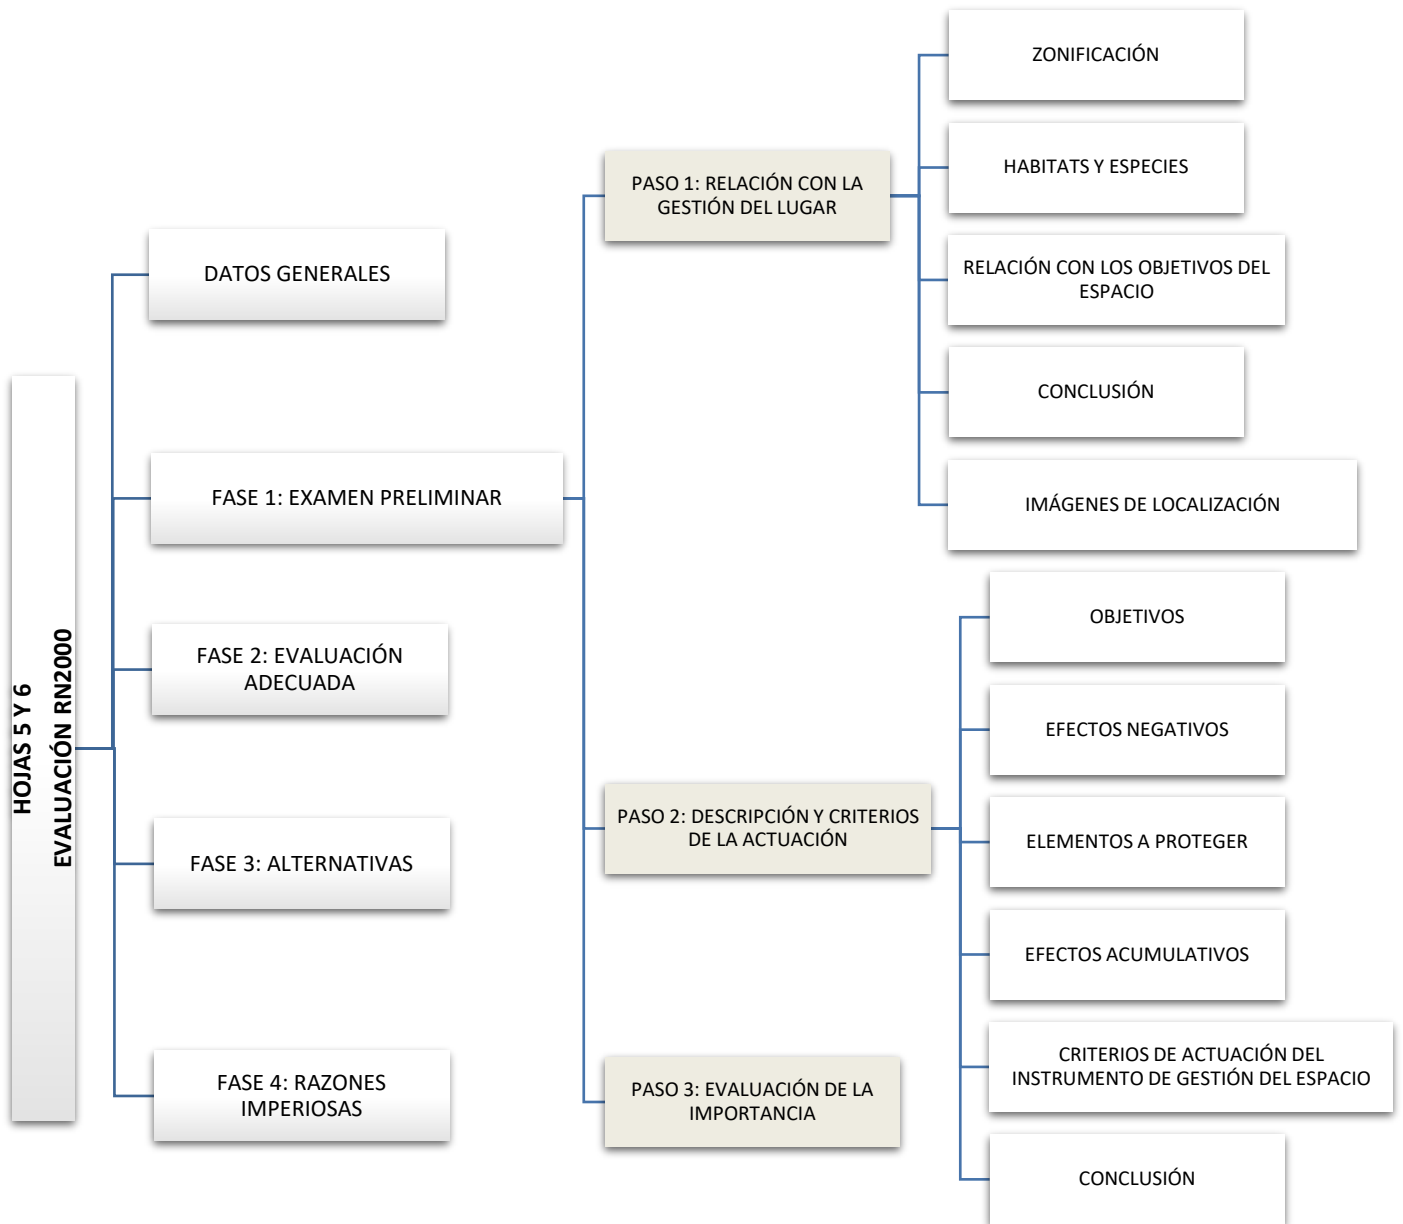 HOJAS 5 Y 6
EVALUACIÓN RN2000
DATOS GENERALES
FASE 1: EXAMEN PRELIMINAR
PASO 1: RELACIÓN CON LA
GESTIÓN DEL LUGAR
ZONIFICACIÓN
HABITATS Y ESPECIES
RELACIÓN CON LOS OBJETIVOS DEL
ESPACIO
CONCLUSIÓN
IMÁGENES DE LOCALIZACIÓN
PASO 2: DESCRIPCIÓN Y CRITERIOS
DE LA ACTUACIÓN
OBJETIVOS
EFECTOS NEGATIVOS
ELEMENTOS A PROTEGER
EFECTOS ACUMULATIVOS
CRITERIOS DE ACTUACIÓN DEL
INSTRUMENTO DE GESTIÓN DEL ESPACIO
CONCLUSIÓN
PASO 3: EVALUACIÓN DE LA
IMPORTANCIA
FASE 2: EVALUACIÓN
ADECUADA
FASE 3: ALTERNATIVAS
FASE 4: RAZONES
IMPERIOSAS